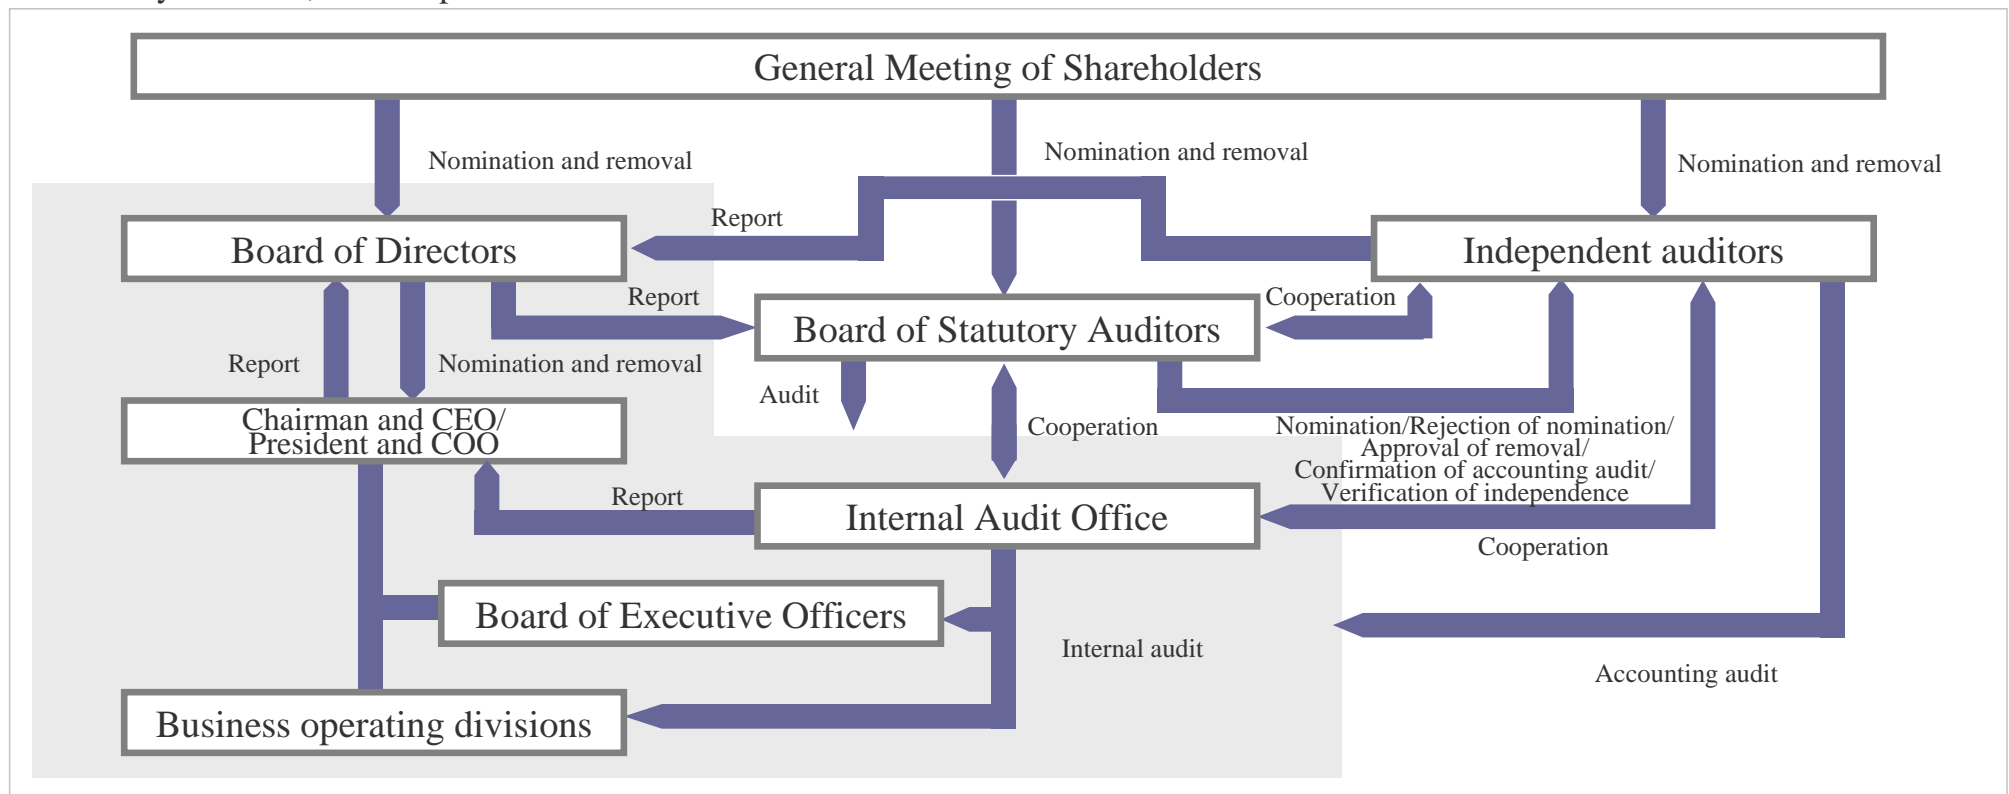 General Meeting of Shareholders
Nomination and removal
Nomination and removal
Nomination and removal
Report
Board of Directors
Independent auditors
Report
Cooperation
Board of Statutory Auditors
Report
Nomination and removal
Audit
Chairman and CEO/
President and COO
Cooperation
Nomination/Rejection of nomination/
Approval of removal/
Confirmation of accounting audit/
Verification of independence
Report
Internal Audit Office
Cooperation
Board of Executive Officers
Internal audit
Accounting audit
Business operating divisions